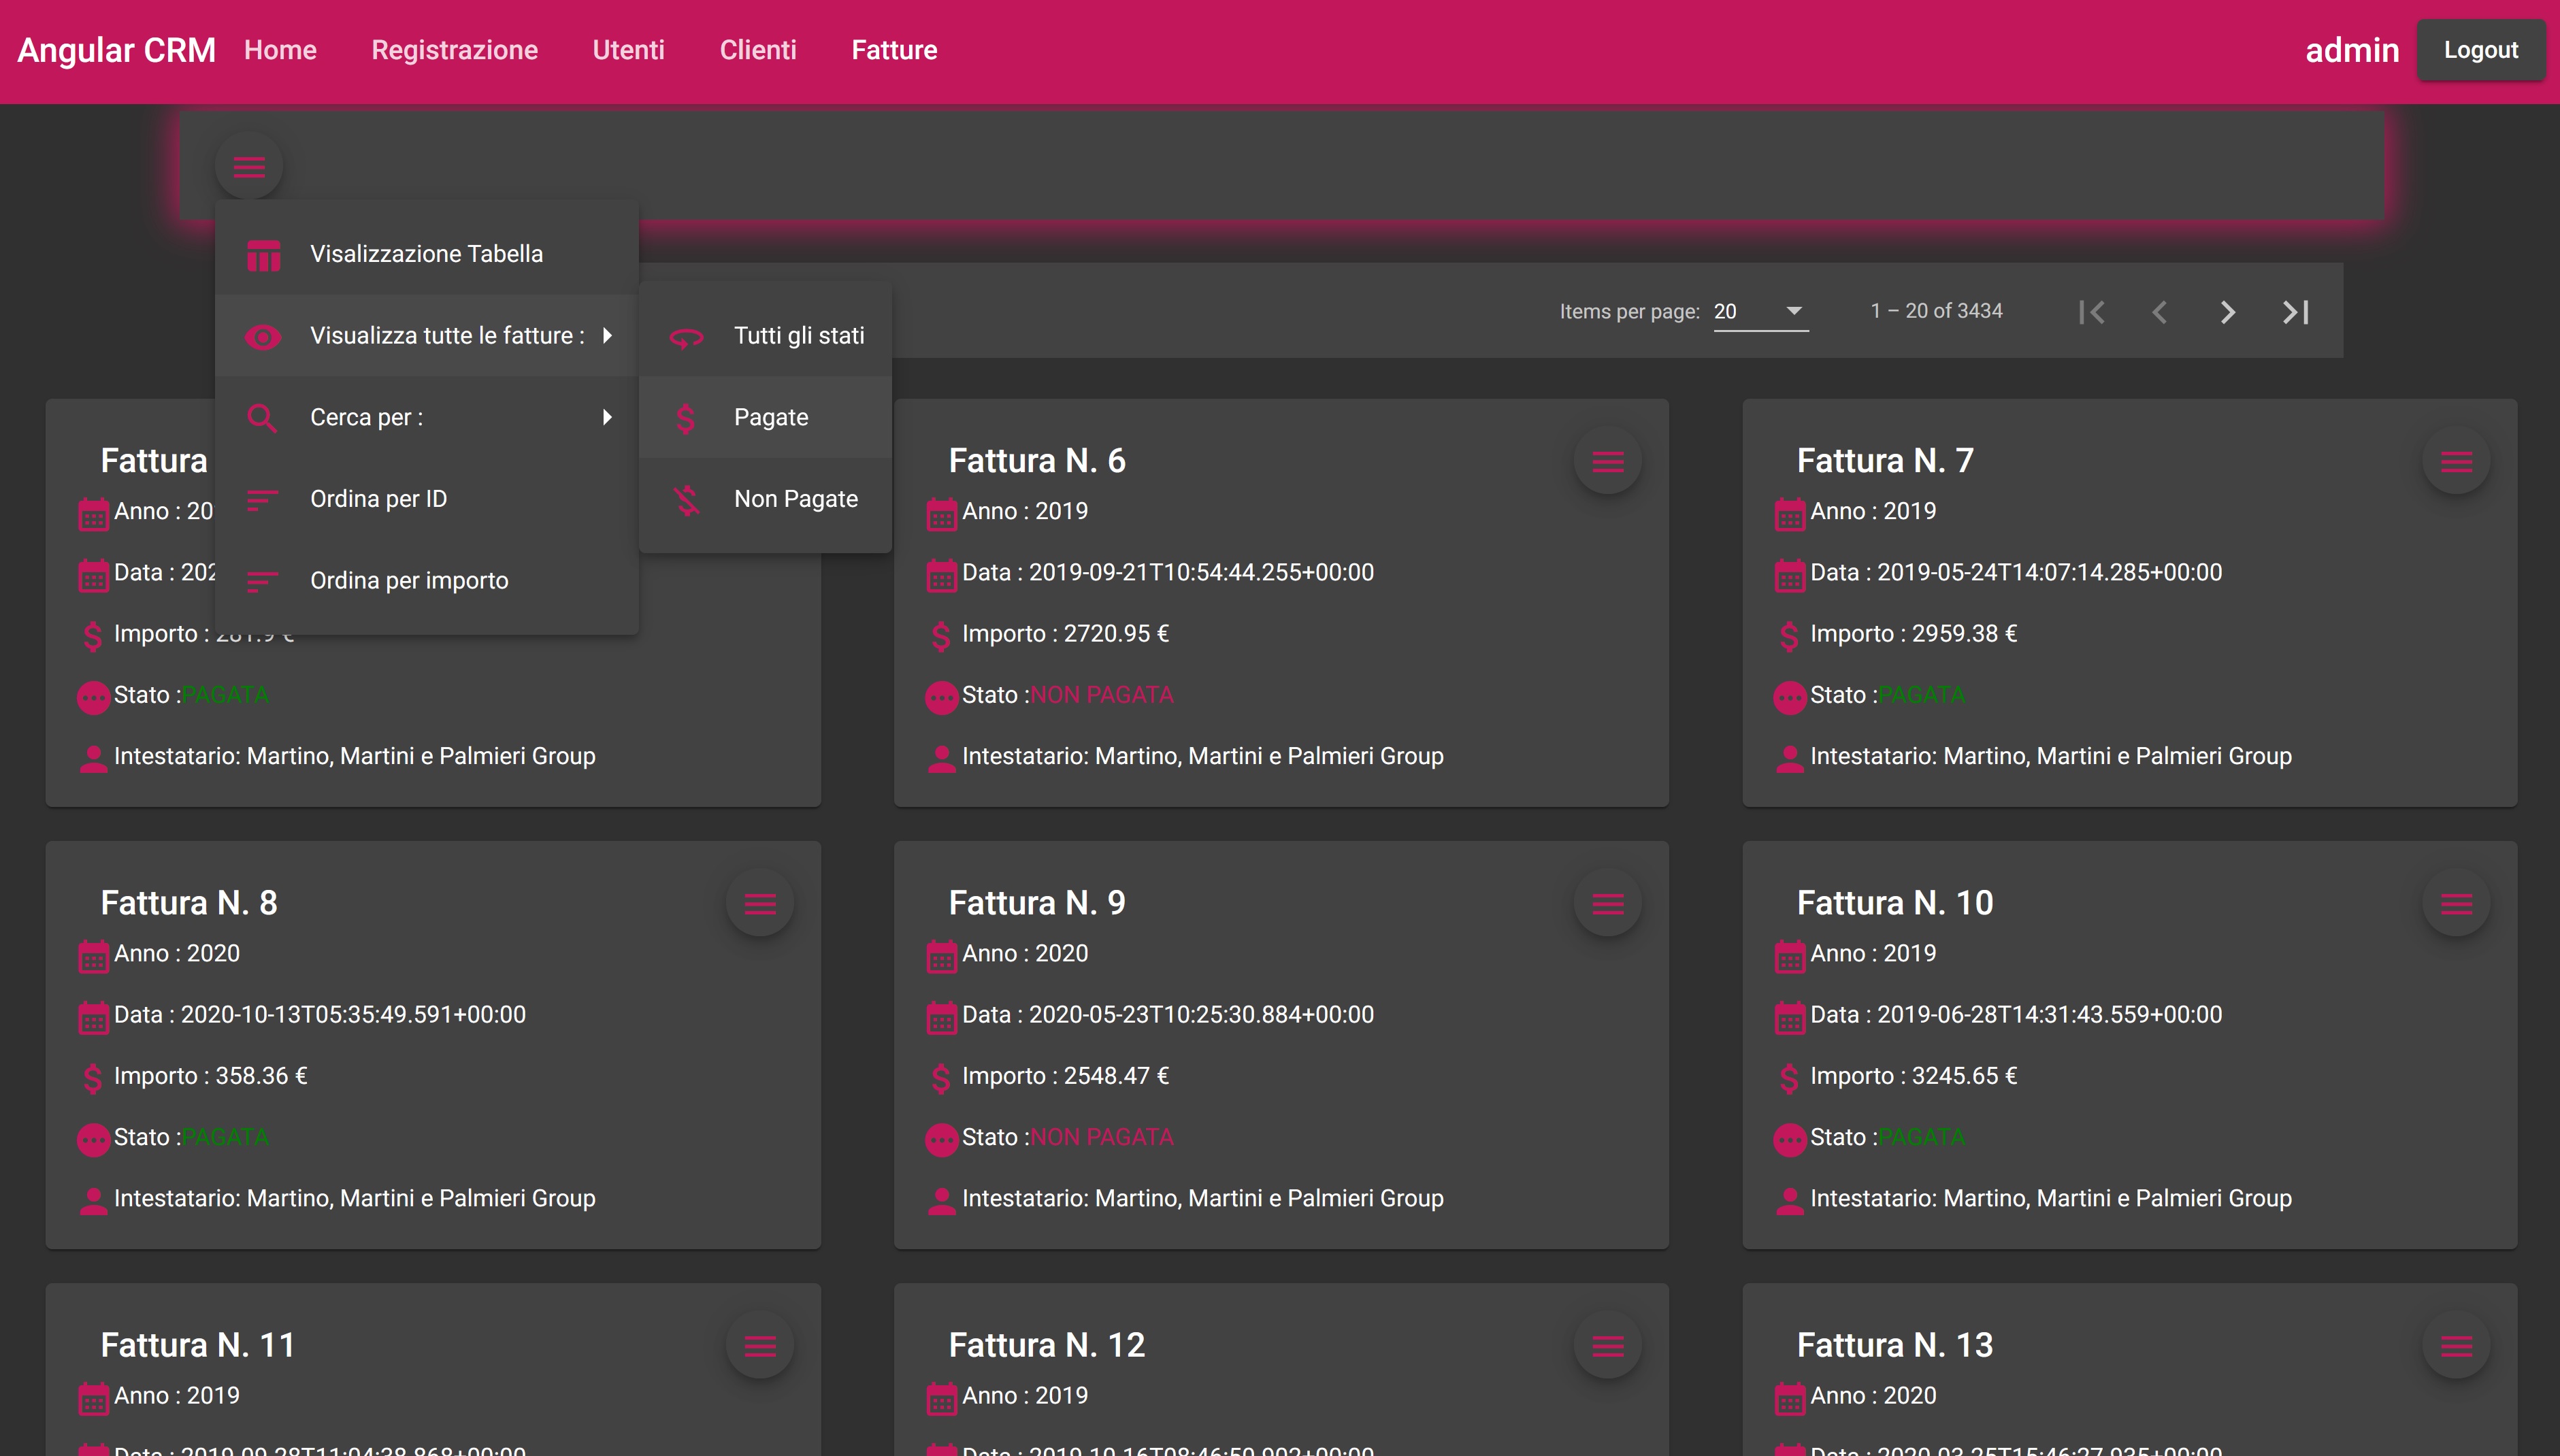 Angular CRM Home Registrazione Utenti Clienti Fatture admin Logout
Visalizzazione Tabella
Visualizza tutte le fatture :
Cerca per :
Ordina per ID
Ordina per importo
Tutti gli stati
Pagate
Non Pagate
Items per page: 20 1 – 20 of 3434
Fattura
Anno : 20
Data : 202
Importo : 281.9 €
Stato :PAGATA
Intestatario: Martino, Martini e Palmieri Group
Fattura N. 6
Anno : 2019
Data : 2019-09-21T10:54:44.255+00:00
Importo : 2720.95 €
Stato :NON PAGATA
Intestatario: Martino, Martini e Palmieri Group
Fattura N. 7
Anno : 2019
Data : 2019-05-24T14:07:14.285+00:00
Importo : 2959.38 €
Stato :PAGATA
Intestatario: Martino, Martini e Palmieri Group
Fattura N. 8
Anno : 2020
Data : 2020-10-13T05:35:49.591+00:00
Importo : 358.36 €
Stato :PAGATA
Intestatario: Martino, Martini e Palmieri Group
Fattura N. 9
Anno : 2020
Data : 2020-05-23T10:25:30.884+00:00
Importo : 2548.47 €
Stato :NON PAGATA
Intestatario: Martino, Martini e Palmieri Group
Fattura N. 10
Anno : 2019
Data : 2019-06-28T14:31:43.559+00:00
Importo : 3245.65 €
Stato :PAGATA
Intestatario: Martino, Martini e Palmieri Group
Fattura N. 11
Anno : 2019
Data : 2019-09-28T11:04:38.868+00:00
Fattura N. 12
Anno : 2019
Data : 2019-10-16T08:46:50.902+00:00
Fattura N. 13
Anno : 2020
Data : 2020-03-25T15:46:27.935+00:00